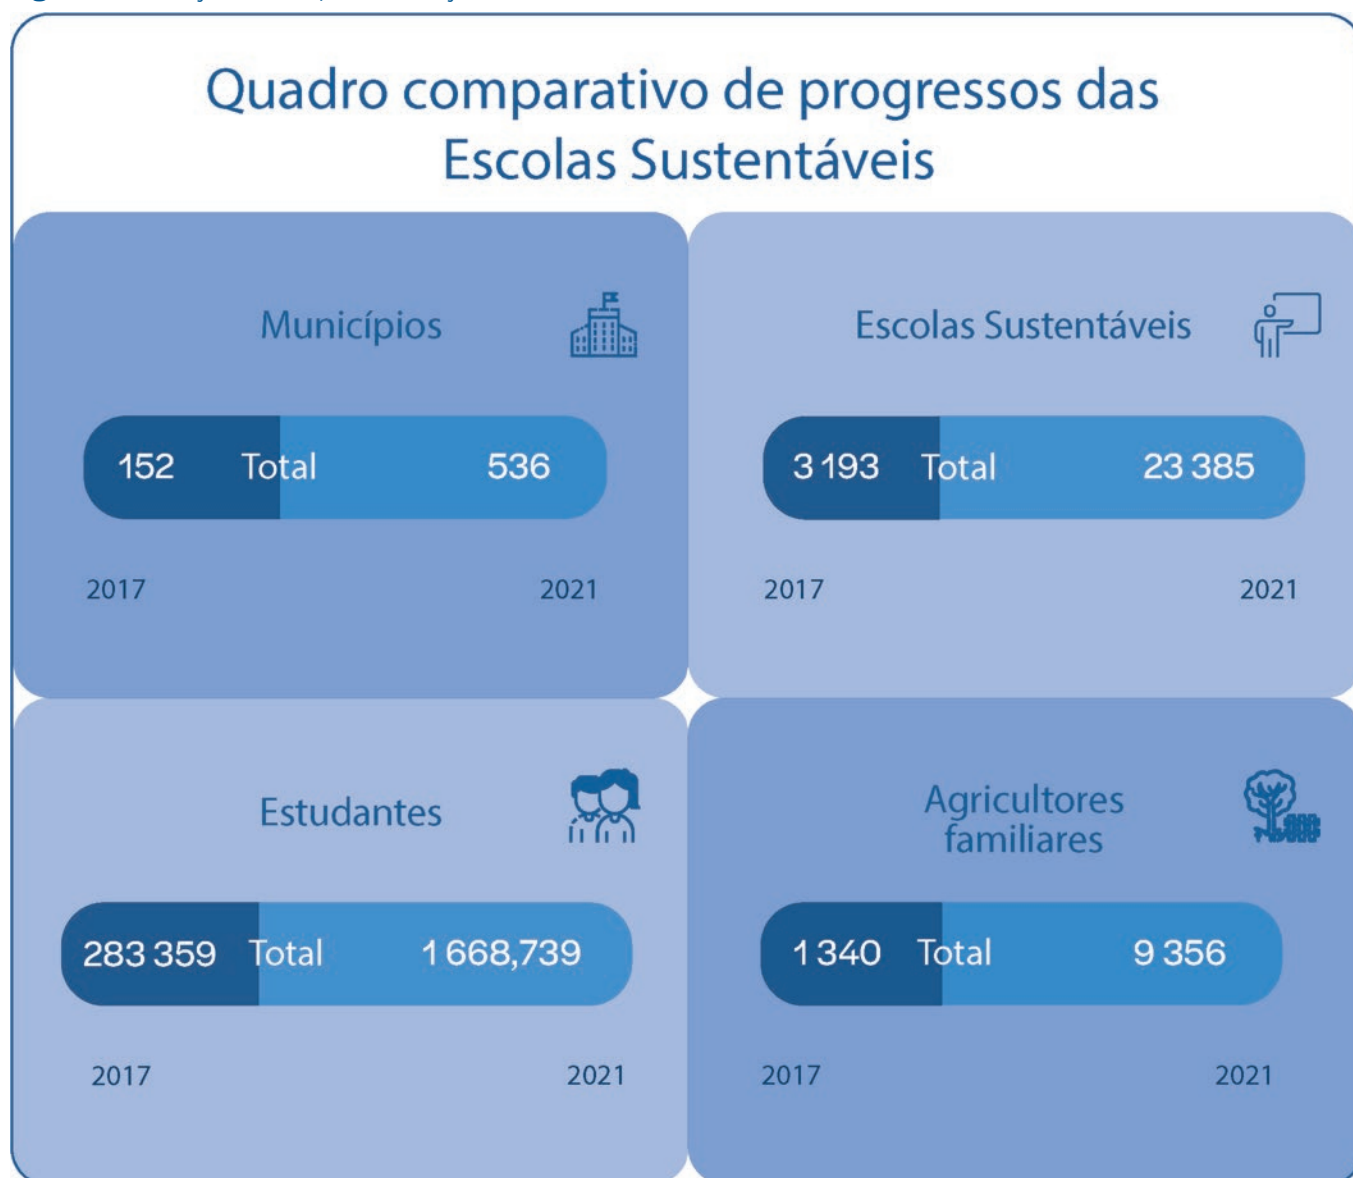 Quadro comparativo de progressos das
Escolas Sustentáveis
Municípios
152 Total 536
2017 2021
Escolas Sustentáveis
3 193 Total 23 385
2017 2021
Estudantes
283 359 Total 1 668,739
2017 2021
Agricultores
familiares
1 340 Total 9 356
2017 2021